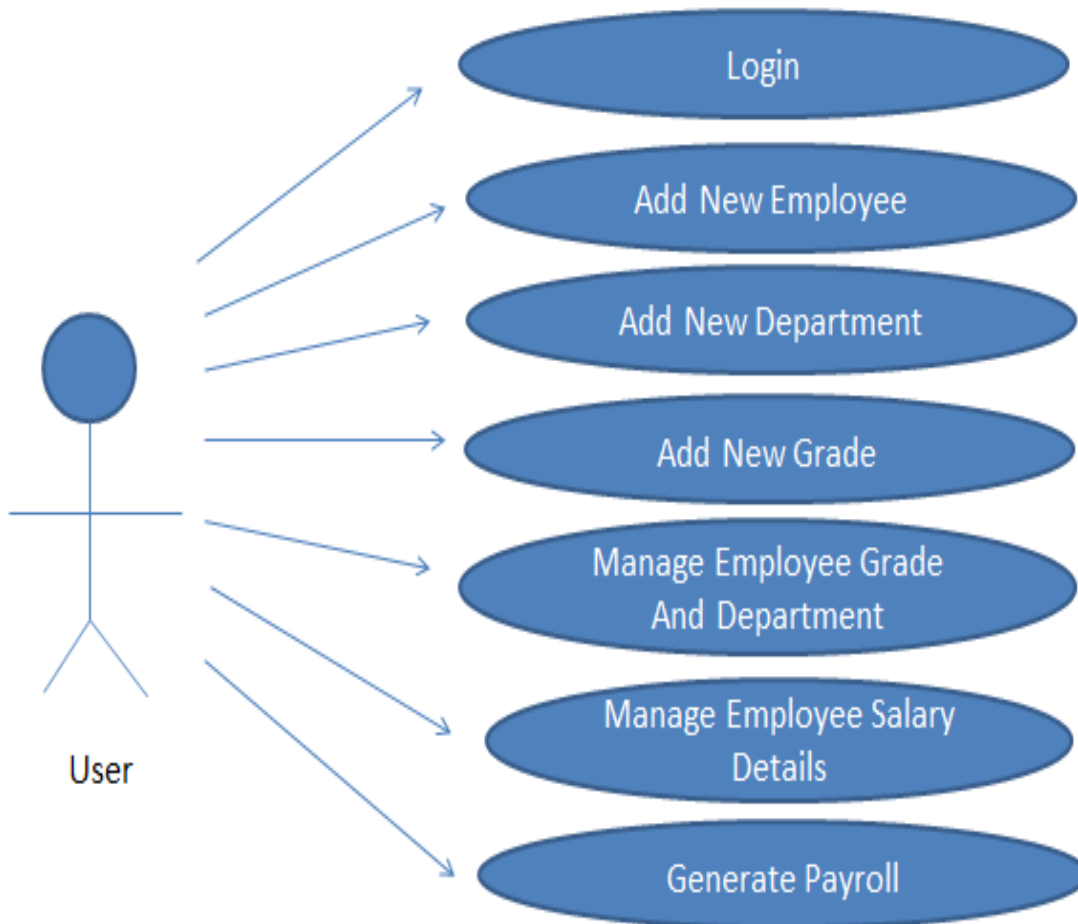 Login
Add New Employee
Add New Department
Add New Grade
Manage Employee Grade
And Department
Manage Employee Salary
Details
User
Generate Payroll